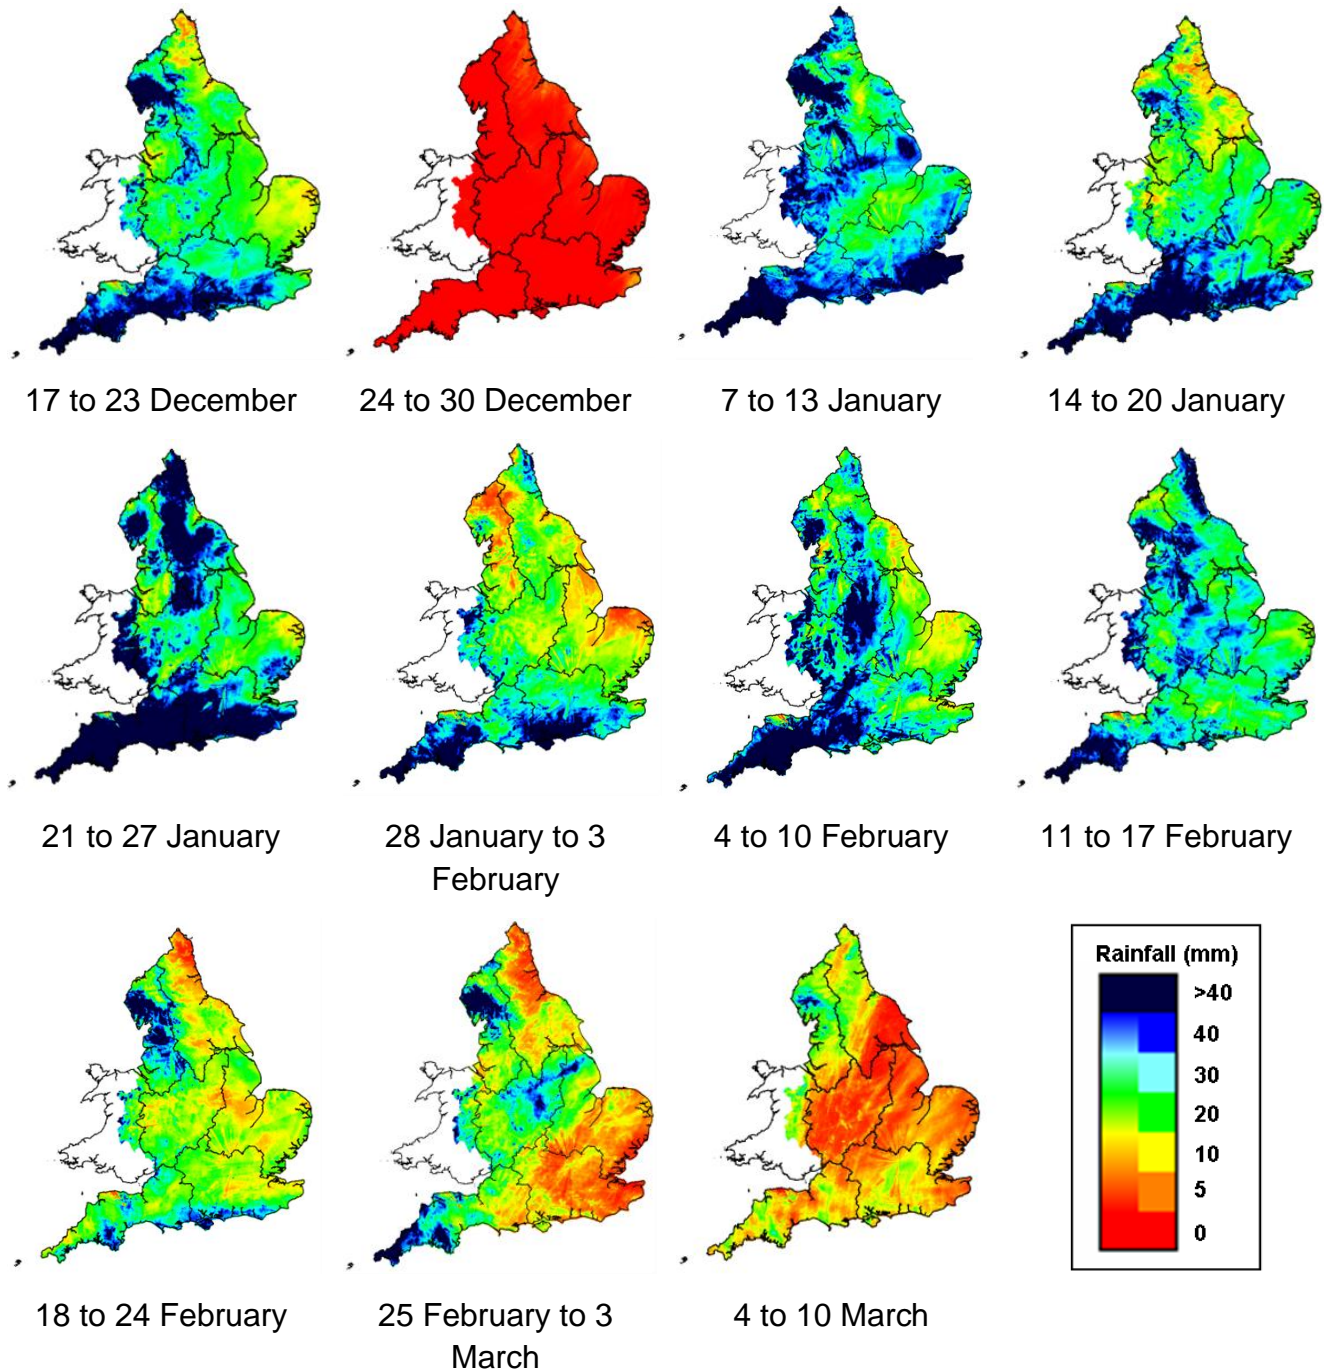 17 to 23 December
24 to 30 December
7 to 13 January
14 to 20 January
21 to 27 January
28 January to 3
February
4 to 10 February
11 to 17 February
18 to 24 February
25 February to 3
March
4 to 10 March
Rainfall (mm)
>40
40
30
20
10
5
0